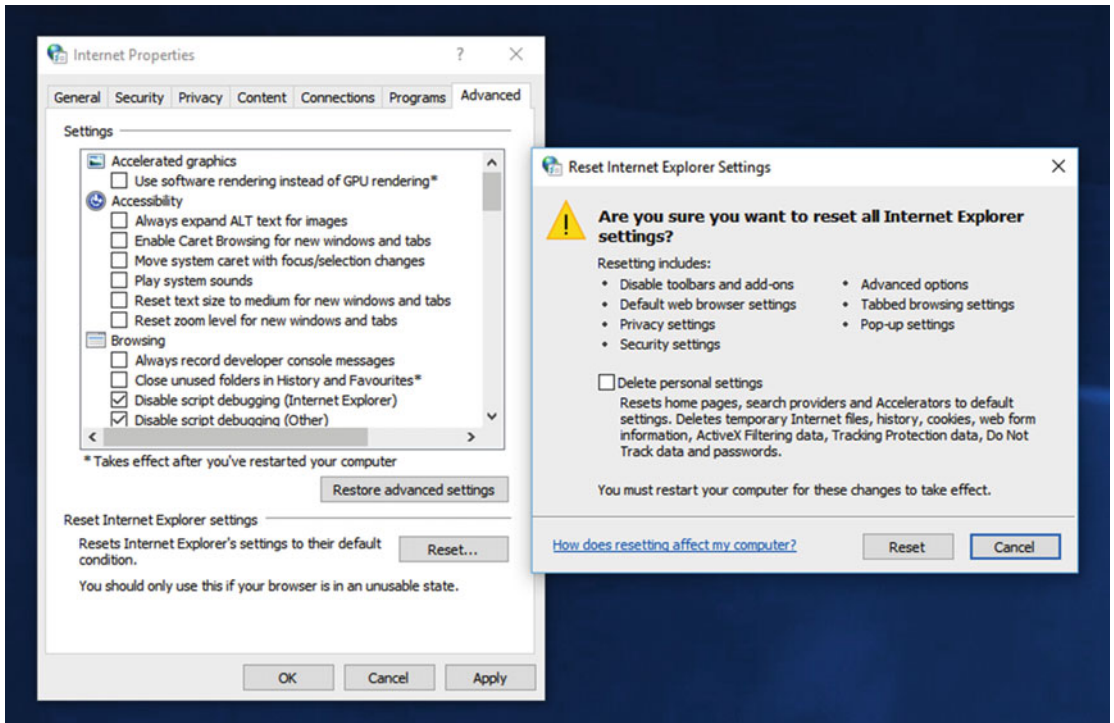 Internet Properties
?
General Security Privacy Content Connections Programs Advanced
Settings
Accelerated graphics
Use software rendering instead of GPU rendering*
Accessibility
Always expand ALT text for images
Enable Caret Browsing for new windows and tabs
Move system caret with focus/selection changes
Play system sounds
Reset text size to medium for new windows and tabs
Reset zoom level for new windows and tabs
Browsing
Always record developer console messages
Close unused folders in History and Favourites*
Disable script debugging (Internet Explorer)
Disable script debugging (Other)
*Takes effect after you've restarted your computer
Restore advanced settings
Reset Internet Explorer settings
Resets Internet Explorer's settings to their default
condition.
Reset...
You should only use this if your browser is in an unusable state.
OK Cancel Apply
Reset Internet Explorer Settings
Are you sure you want to reset all Internet Explorer
settings?
Resetting includes:
• Disable toolbars and add-ons
• Default web browser settings
• Privacy settings
• Security settings
• Advanced options
• Tabbed browsing settings
• Pop-up settings
Delete personal settings
Resets home pages, search providers and Accelerators to default
settings. Deletes temporary Internet files, history, cookies, web form
information, ActiveX Filtering data, Tracking Protection data, Do Not
Track data and passwords.
You must restart your computer for these changes to take effect.
How does resetting affect my computer?
Reset Cancel